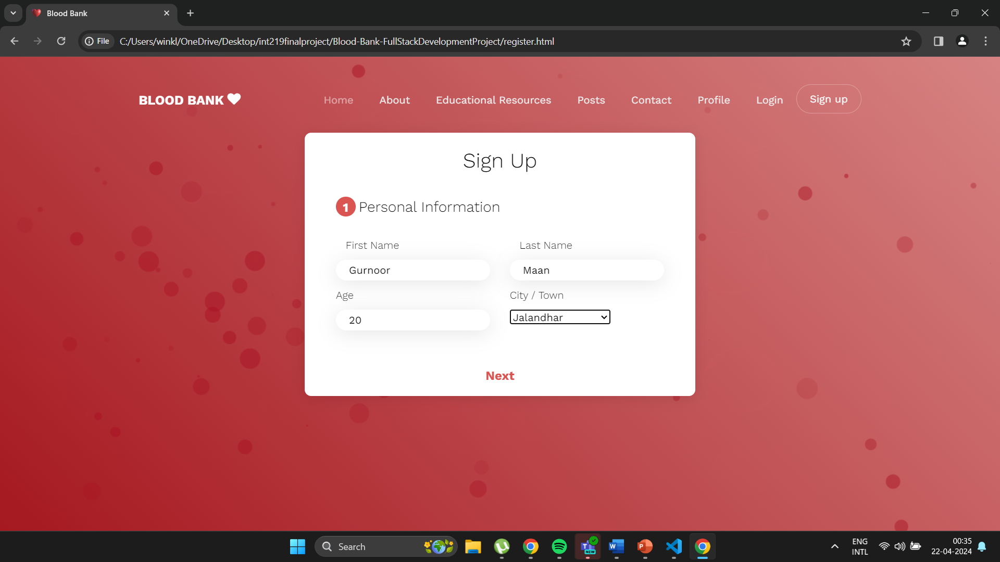 Blood Bank
File
C:/Users/winkl/OneDrive/Desktop/int219finalproject/Blood-Bank-FullStackDevelopmentProject/register.html
BLOOD BANK
Home
About
Educational Resources
Posts
Contact
Profile
Login
Sign up
Sign Up
1 Personal Information
First Name
Last Name
Gurnoor
Maan
Age
City / Town
20
Jalandhar
Next
Search
NEW
ENG
INTL
00:35
22-04-2024